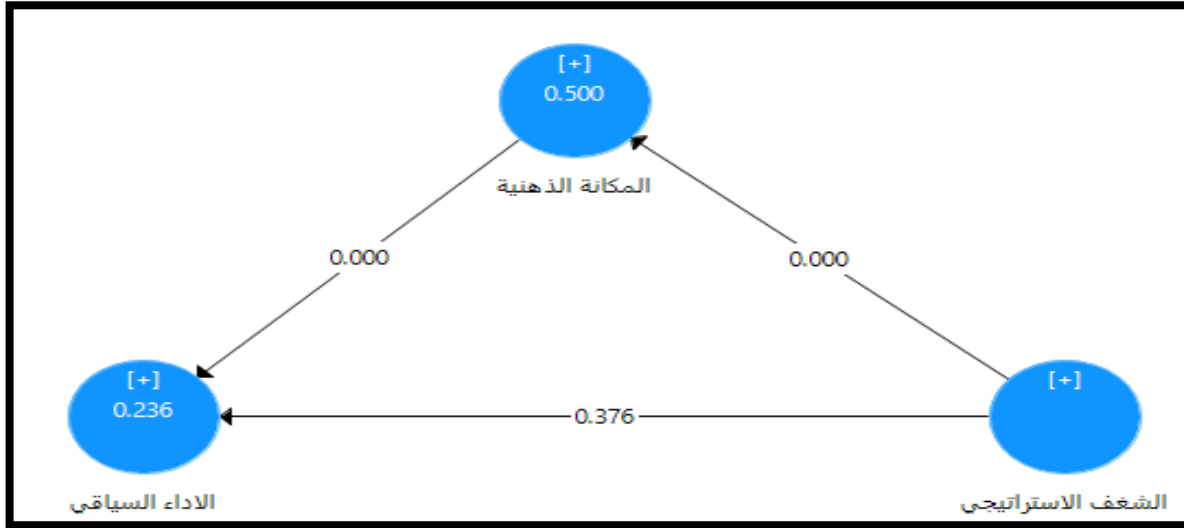 [+]
0.500
المكانة الذهنية
0.000
0.000
[+]
0.236
الاداء السياقي
0.376
[+]
الشغف الاستراتيجي